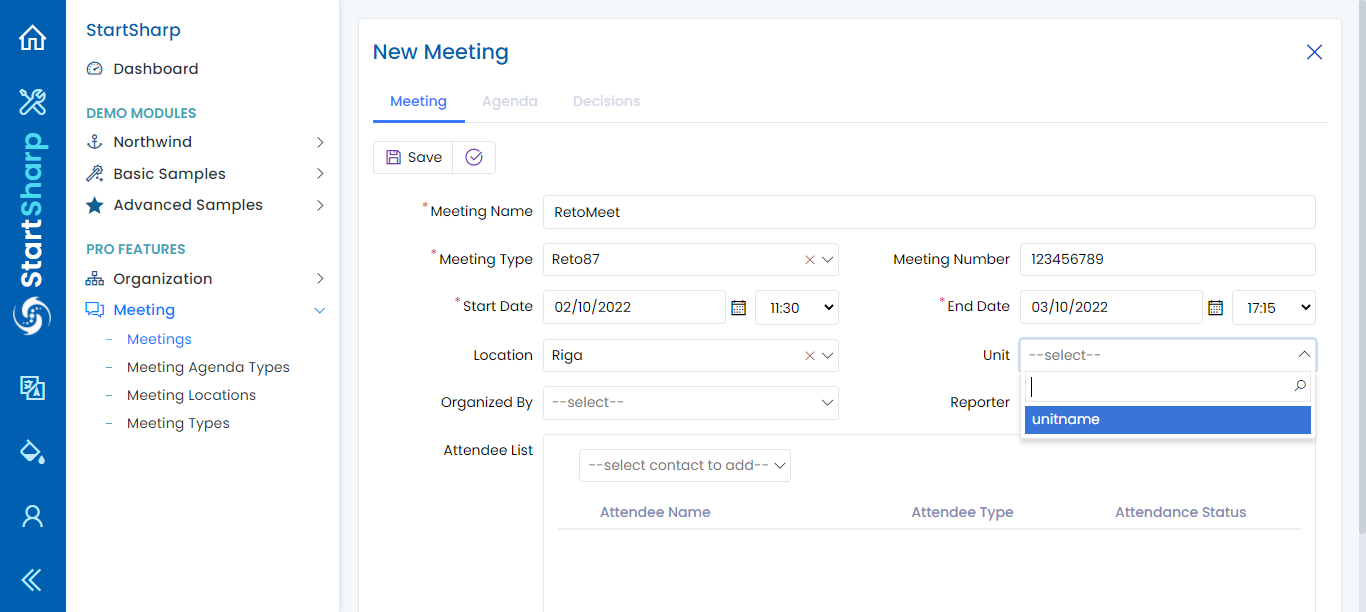 StartSharp
StartSharp
Dashboard
DEMO MODULES
Northwind
Basic Samples
Advanced Samples
PRO FEATURES
Organization
Meeting
– Meetings
– Meeting Agenda Types
– Meeting Locations
– Meeting Types
New Meeting
Meeting Agenda Decisions
Save
*Meeting Name RetoMeet
*Meeting Type Reto87 Meeting Number 123456789
*Start Date 02/10/2022 11:30 *End Date 03/10/2022 17:15
Location Riga Unit --select--
unitname
Organized By --select-- Reporter
Attendee List
--select contact to add--
Attendee Name Attendee Type Attendance Status